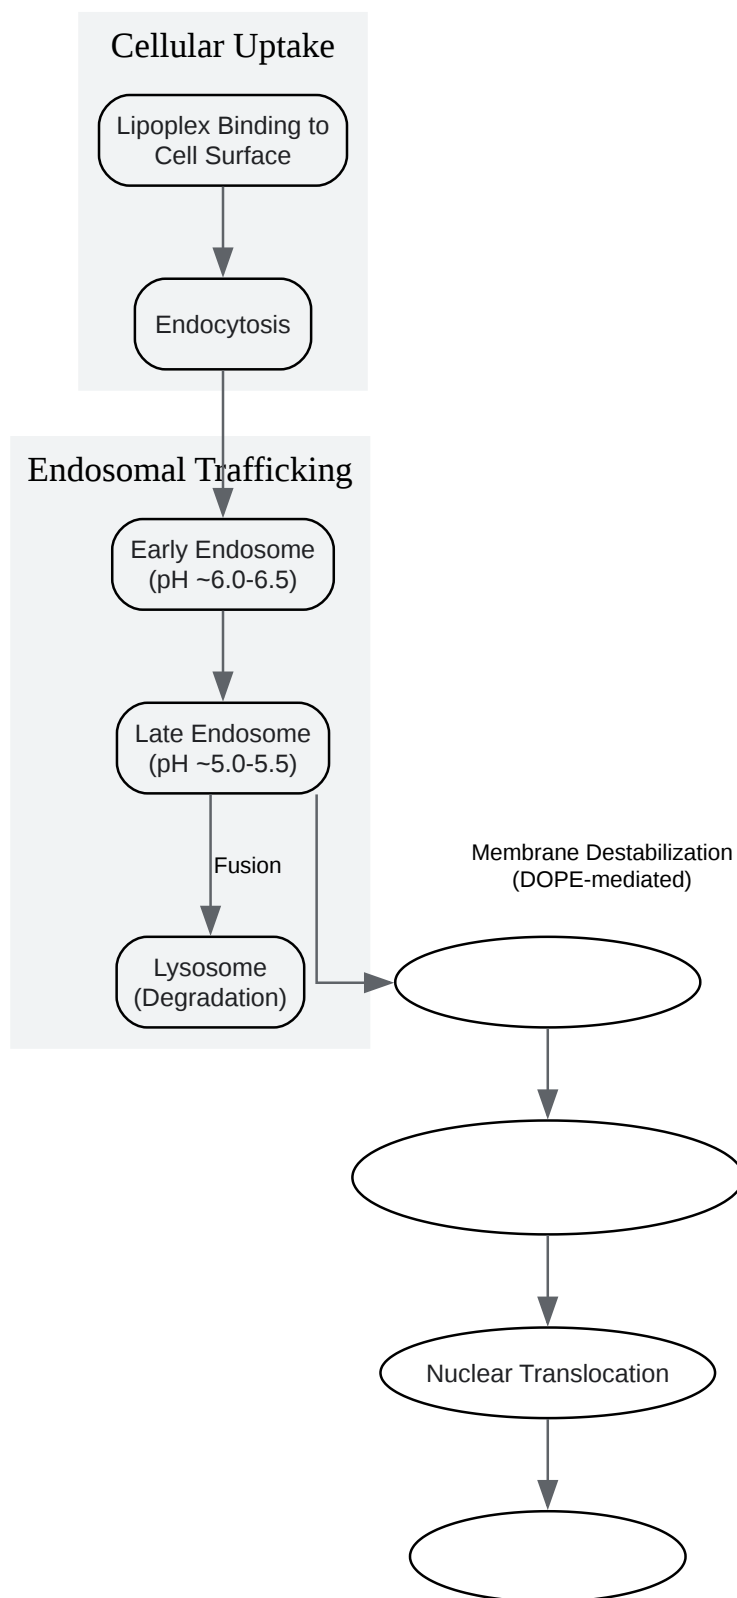 Cellular Uptake
Lipoplex Binding to
Cell Surface
Endocytosis
Endosomal Trafficking
Early Endosome
(pH ~6.0-6.5)
Late Endosome
(pH ~5.0-5.5)
Fusion
Membrane Destabilization
(DOPE-mediated)
Lysosome
(Degradation)
Nuclear Translocation